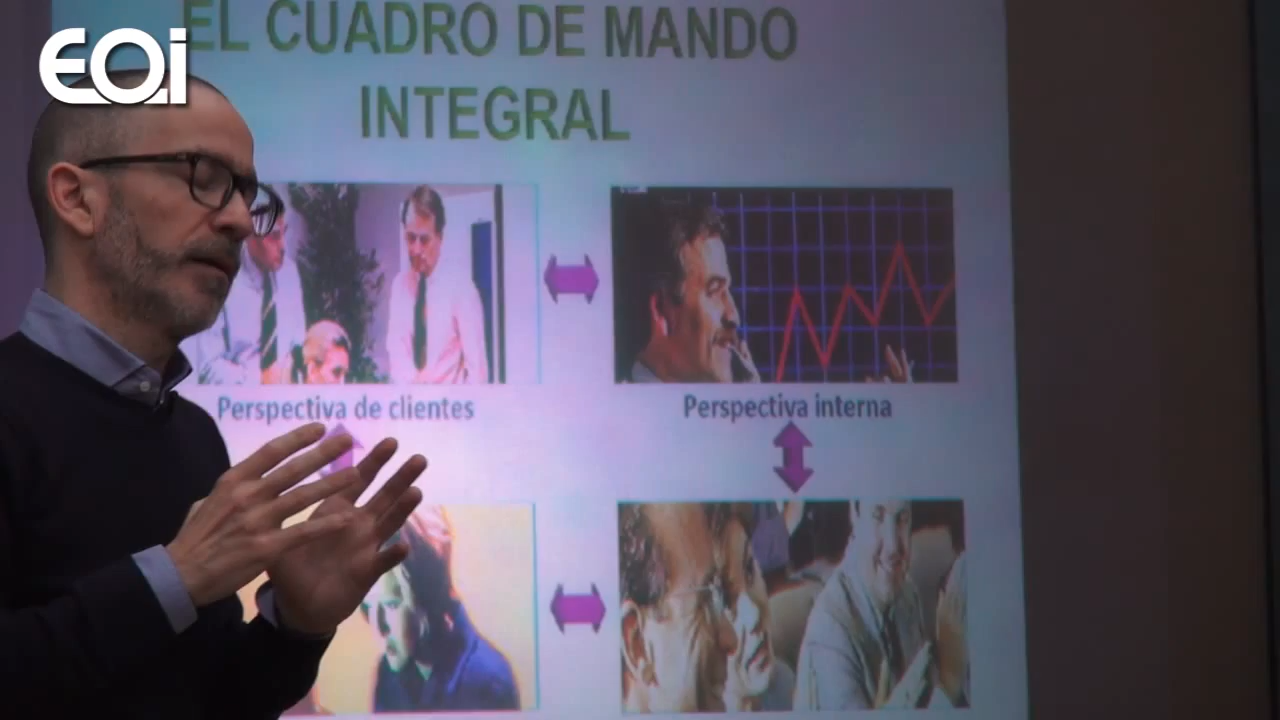 EOi
EL CUADRO DE MANDO
INTEGRAL
Perspectiva de clientes
Perspectiva interna